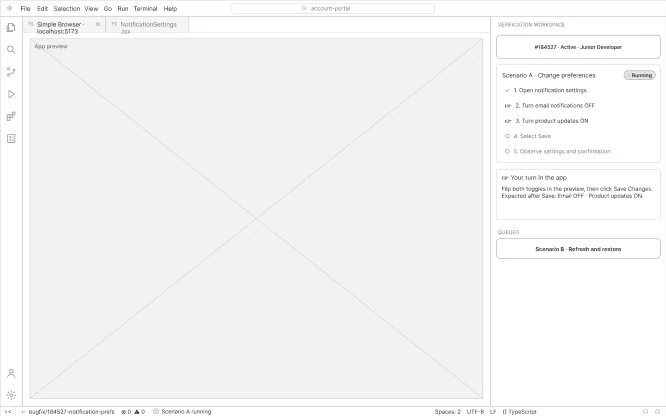 File Edit Selection View Go Run Terminal Help
account-portal
TS Simple Browser ·
localhost:5173
TS NotificationSettings
.tsx
App preview
VERIFICATION WORKSPACE
#184527 · Active · Junior Developer
Scenario A · Change preferences
Running
1. Open notification settings
2. Turn email notifications OFF
3. Turn product updates ON
4. Select Save
5. Observe settings and confirmation
Your turn in the app
Flip both toggles in the preview, then click Save Changes.
Expected after Save: Email OFF · Product updates ON.
QUEUED
Scenario B · Refresh and restore
bugfix/184527-notification-prefs 0 0 Scenario A running
Spaces: 2 UTF-8 LF {} TypeScript